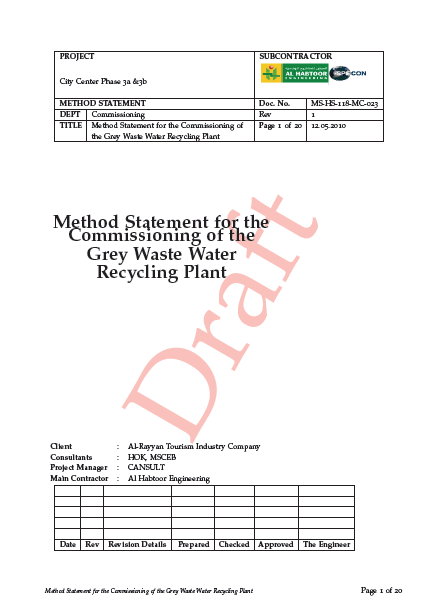 PROJECT SUBCONTRACTOR
City Center Phase 3a &3b
AL HABTOOR
ENGINEERING
CON
METHOD STATEMENT Doc. No. MS-HS-118-MC-023
DEPT Commissioning Rev 1
TITLE Method Statement for the Commissioning of Page 1 of 20 12.05.2010
the Grey Waste Water Recycling Plant
Method Statement for the
Commissioning of the
Grey Waste Water
Recycling Plant
Draft
Client : Al-Rayyan Tourism Industry Company
Consultants : HOK, MSCEB
Project Manager : CANSULT
Main Contractor : Al Habtoor Engineering
Date Rev Revision Details Prepared Checked Approved The Engineer
Method Statement for the Commissioning of the Grey Waste Water Recycling Plant Page 1 of 20